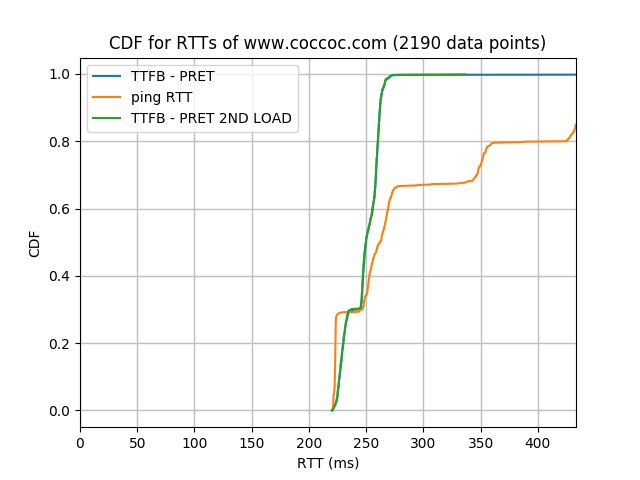 CDF for RTTs of www.coccoc.com (2190 data points)
TTFB - PRET
ping RTT
TTFB - PRET 2ND LOAD
CDF
1.0
0.8
0.6
0.4
0.2
0.0
0 50 100 150 200 250 300 350 400
RTT (ms)